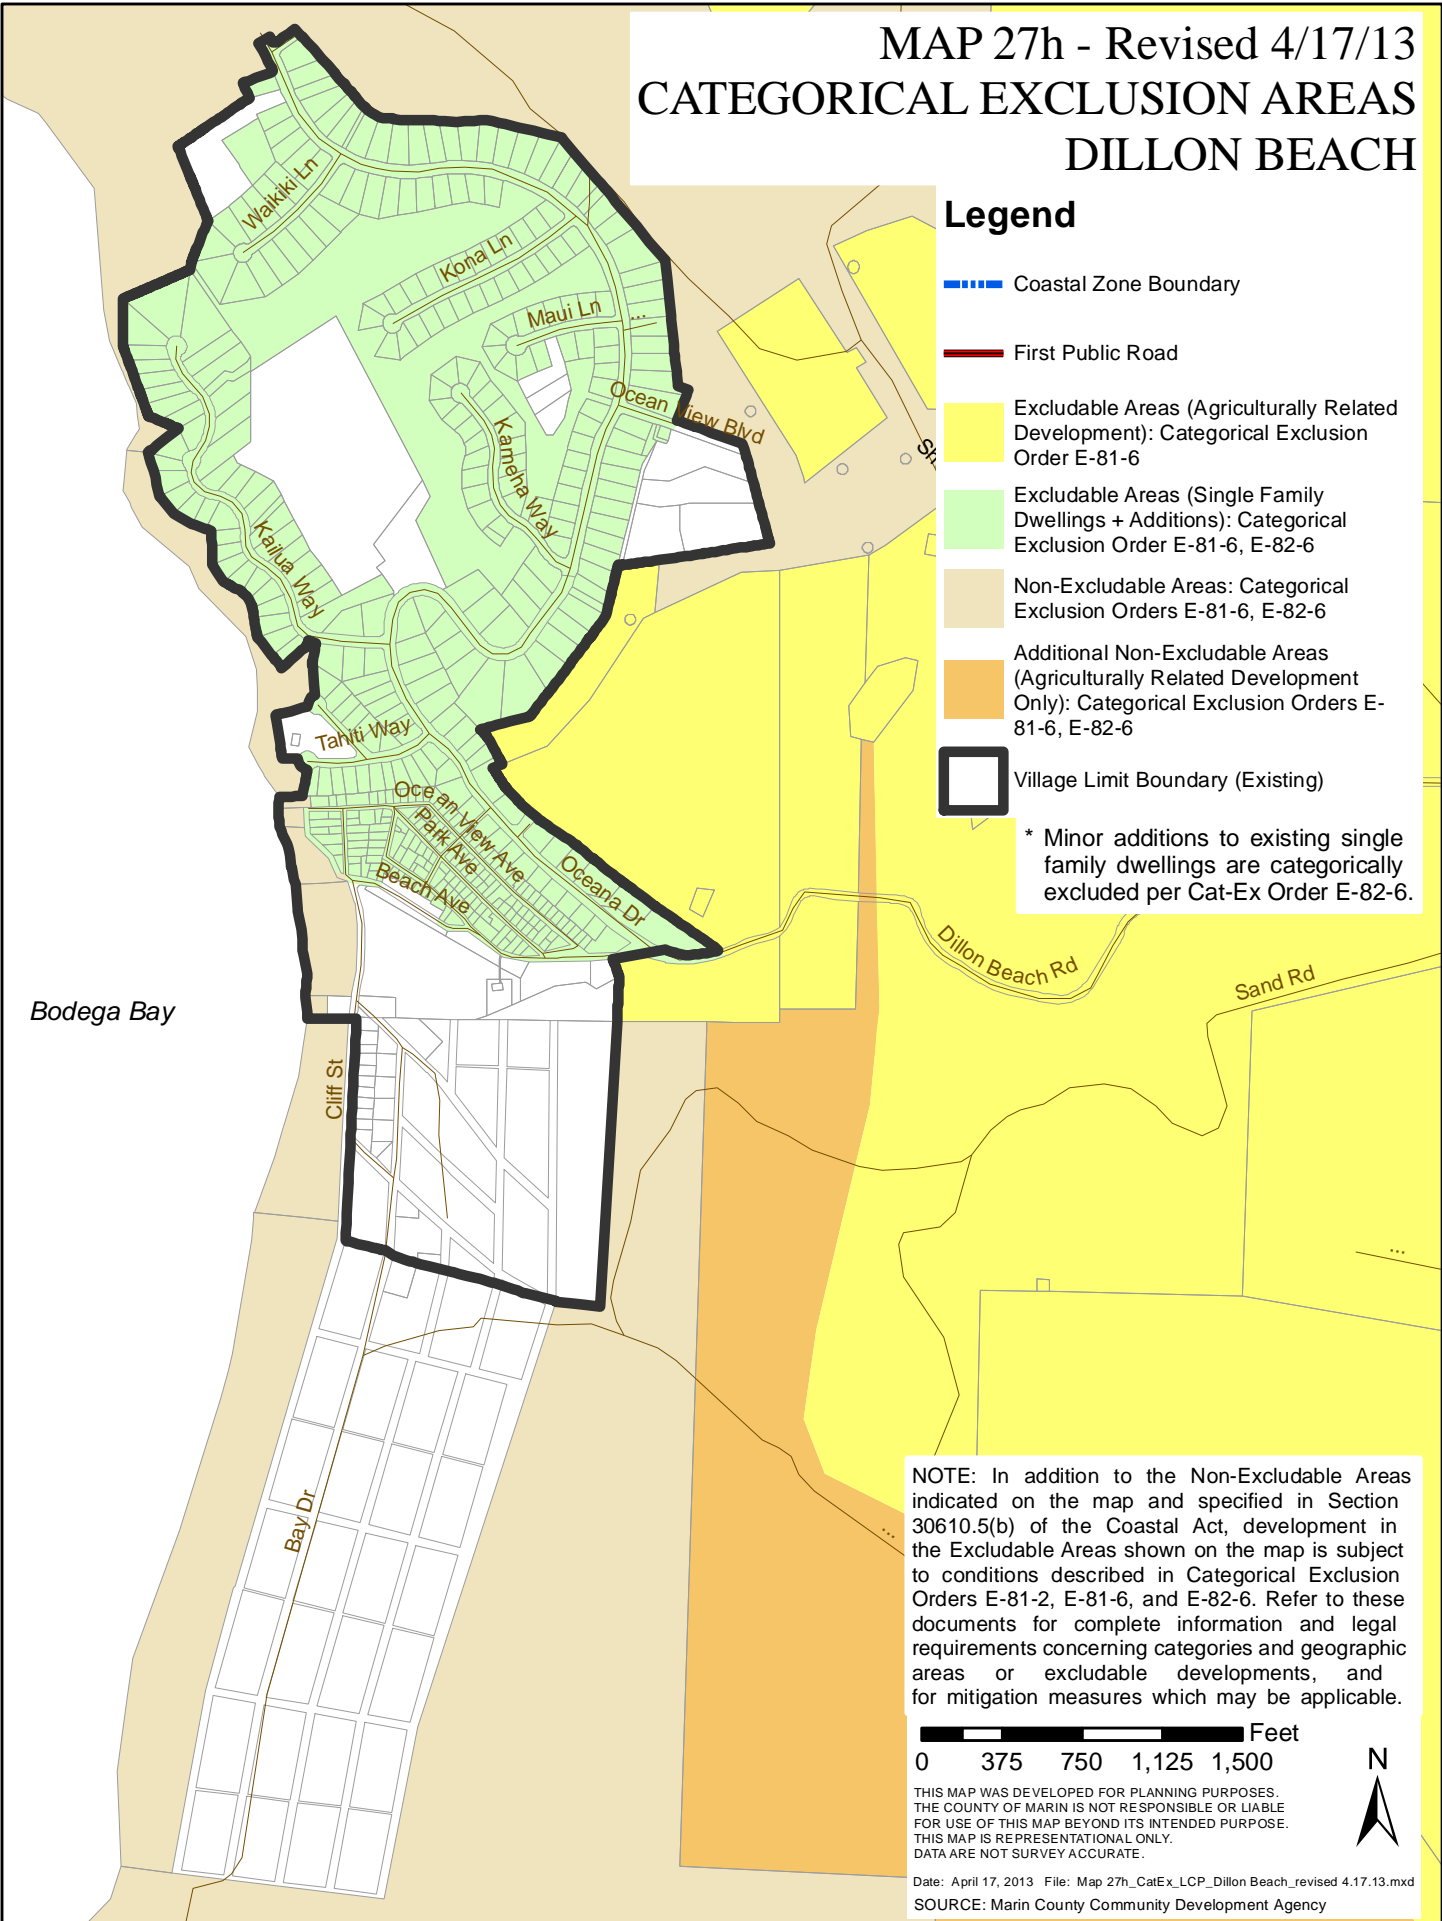 MAP 27h - Revised 4/17/13
CATEGORICAL EXCLUSION AREAS
DILLON BEACH
Legend
Coastal Zone Boundary
First Public Road
Excludable Areas (Agriculturally Related
Development): Categorical Exclusion
Order E-81-6
Excludable Areas (Single Family
Dwellings + Additions): Categorical
Exclusion Order E-81-6, E-82-6
Non-Excludable Areas: Categorical
Exclusion Orders E-81-6, E-82-6
Additional Non-Excludable Areas
(Agriculturally Related Development
Only): Categorical Exclusion Orders E-
81-6, E-82-6
Village Limit Boundary (Existing)
* Minor additions to existing single
family dwellings are categorically
excluded per Cat-Ex Order E-82-6.
Waikiki Ln
Kona Ln
Maui Ln
...
Ocean View Blvd
Sh
Kameha Way
Kailua Way
Tahiti Way
Ocean View Ave
Park Ave
Beach Ave
Oceana Dr
Dillon Beach Rd
Sand Rd
Bodega Bay
Cliff St
...
Bay Dr
...
NOTE: In addition to the Non-Excludable Areas
indicated on the map and specified in Section
30610.5(b) of the Coastal Act, development in
the Excludable Areas shown on the map is subject
to conditions described in Categorical Exclusion
Orders E-81-2, E-81-6, and E-82-6. Refer to these
documents for complete information and legal
requirements concerning categories and geographic
areas or excludable developments, and
for mitigation measures which may be applicable.
Feet
0 375 750 1,125 1,500
N
THIS MAP WAS DEVELOPED FOR PLANNING PURPOSES.
THE COUNTY OF MARIN IS NOT RESPONSIBLE OR LIABLE
FOR USE OF THIS MAP BEYOND ITS INTENDED PURPOSE.
THIS MAP IS REPRESENTATIONAL ONLY.
DATA ARE NOT SURVEY ACCURATE.
Date: April 17, 2013 File: Map 27h_CatEx_LCP_Dillon Beach_revised 4.17.13.mxd
SOURCE: Marin County Community Development Agency